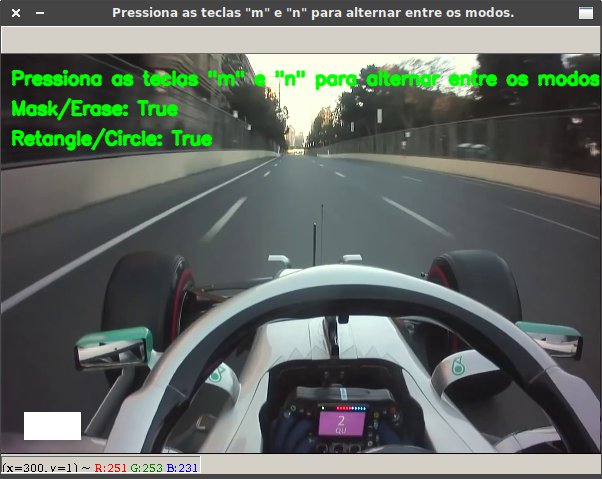 Pressiona as teclas "m" e "n" para alternar entre os modos.
Pressiona as teclas "m" e "n" para alternar entre os modos
Mask/Erase: True
Retangle/Circle: True
2
QU
(x=300, y=1) ~ R:251 G:253 B:231